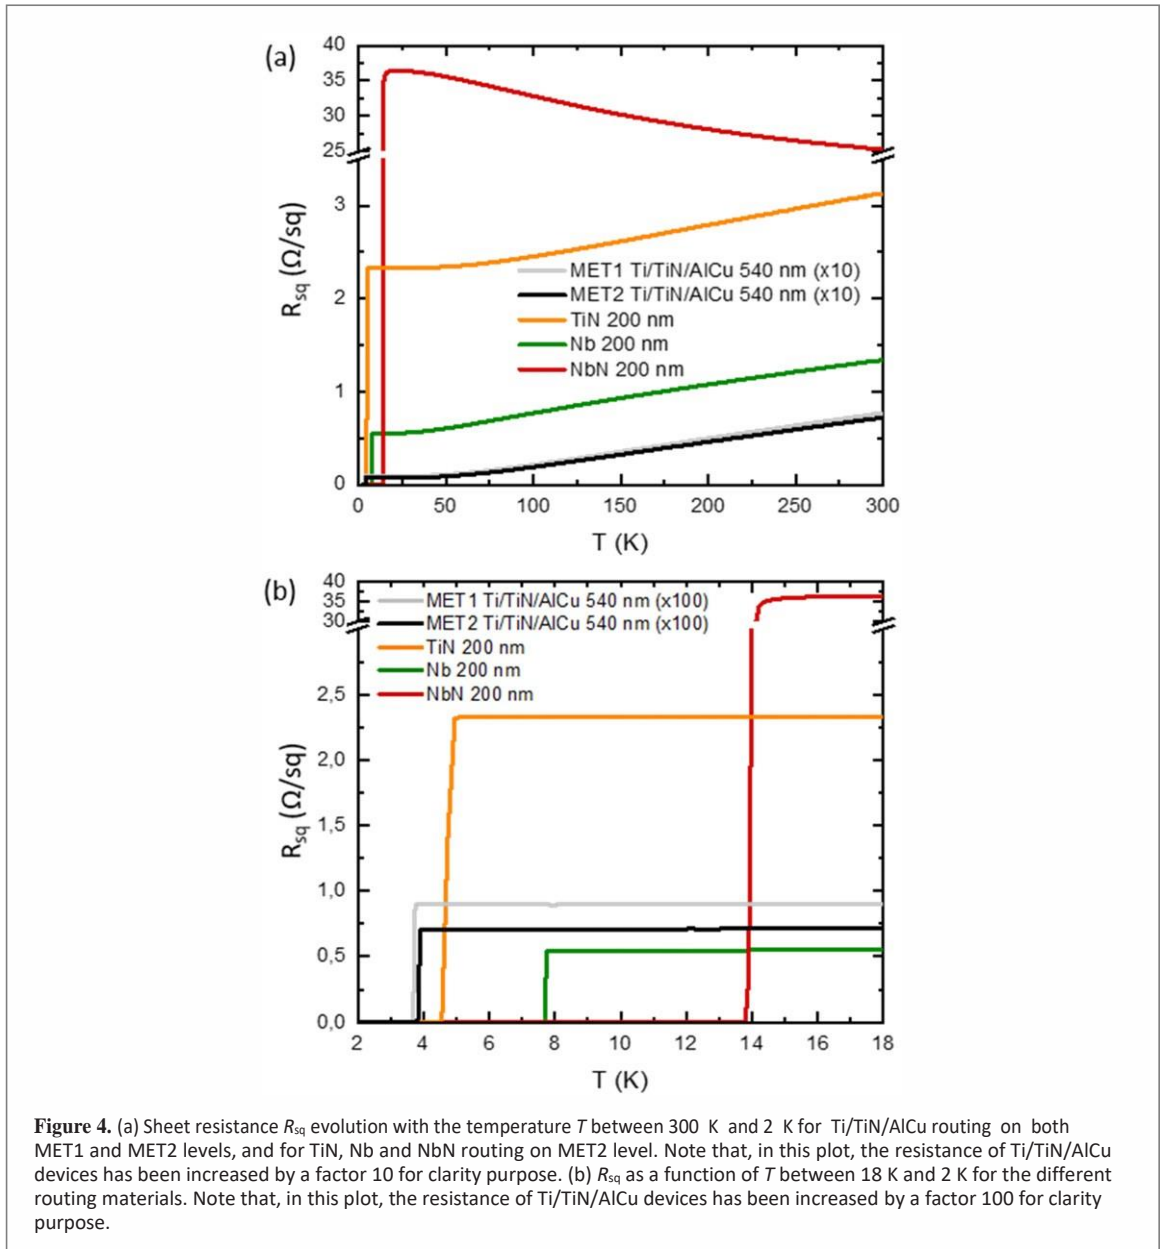 (a)
40
35
30
25
3
2
1
0
R_sq (Ω/sq)
MET1 Ti/TiN/AlCu 540 nm (x10)
MET2 Ti/TiN/AlCu 540 nm (x10)
TiN 200 nm
Nb 200 nm
NbN 200 nm
0 50 100 150 200 250 300
T (K)
(b)
40
35
30
2,5
2,0
1,5
1,0
0,5
0,0
R_sq (Ω/sq)
MET1 Ti/TiN/AlCu 540 nm (x100)
MET2 Ti/TiN/AlCu 540 nm (x100)
TiN 200 nm
Nb 200 nm
NbN 200 nm
2 4 6 8 10 12 14 16 18
T (K)
Figure 4. (a) Sheet resistance R_sq evolution with the temperature T between 300 K and 2 K for Ti/TiN/AlCu routing on both
MET1 and MET2 levels, and for TiN, Nb and NbN routing on MET2 level. Note that, in this plot, the resistance of Ti/TiN/AlCu
devices has been increased by a factor 10 for clarity purpose. (b) R_sq as a function of T between 18 K and 2 K for the different
routing materials. Note that, in this plot, the resistance of Ti/TiN/AlCu devices has been increased by a factor 100 for clarity
purpose.